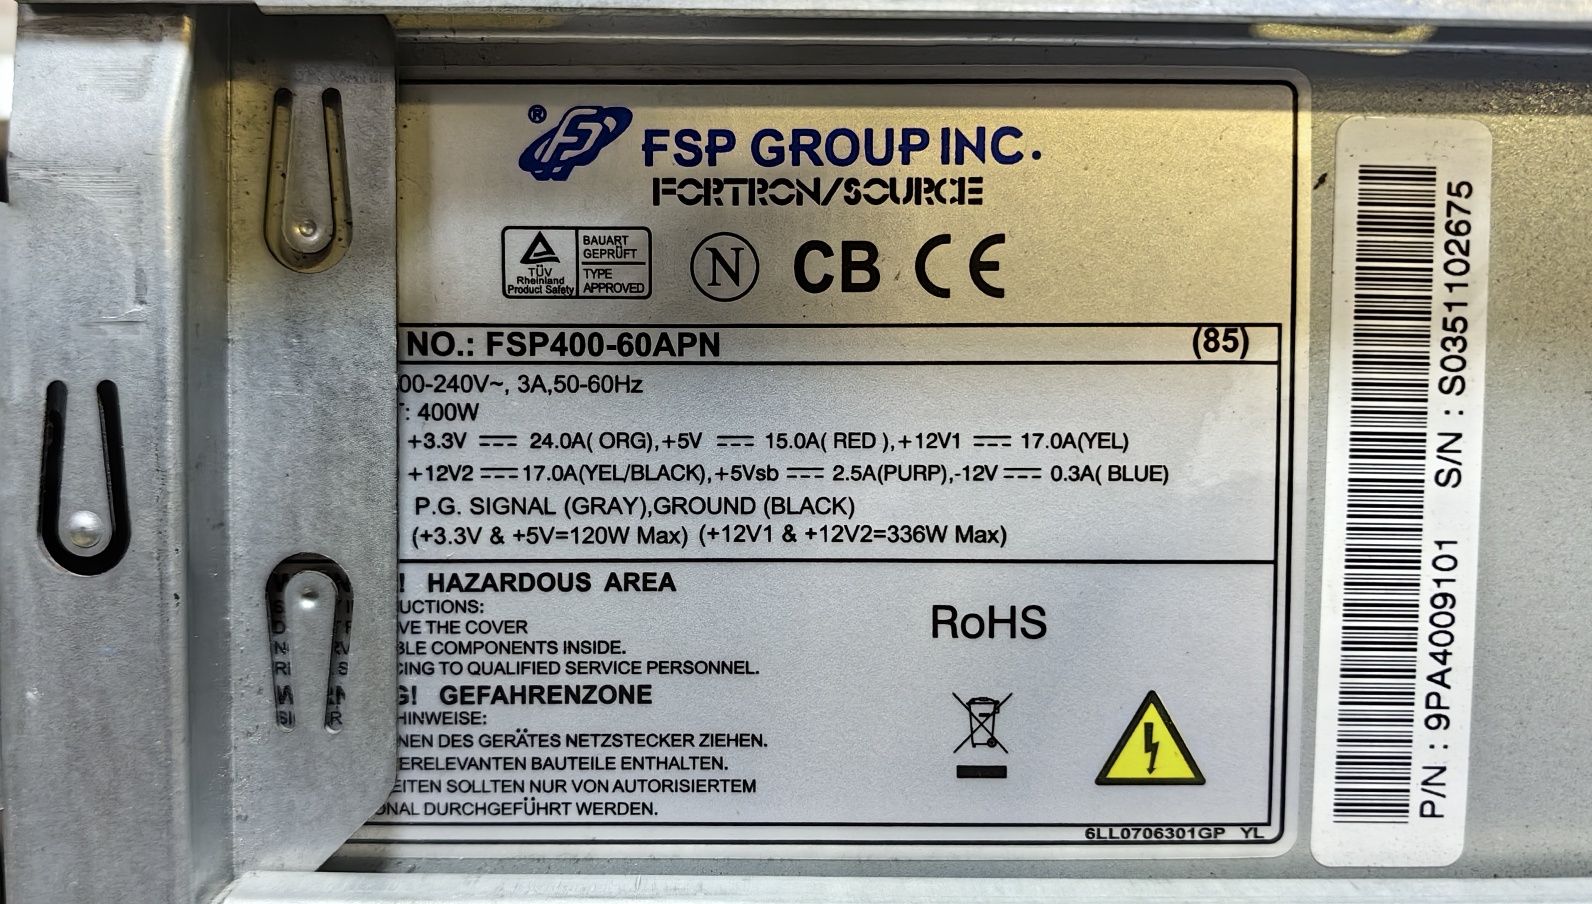 ® FSP GROUP INC.
FORTRON/SOURCE
TÜV
Rheinland
Product Safety
BAUART
GEPRÜFT
TYPE
APPROVED
N CB CE
NO.: FSP400-60APN (85)
00-240V~, 3A,50-60Hz
: 400W
+3.3V ⎓ 24.0A( ORG),+5V ⎓ 15.0A( RED ),+12V1 ⎓ 17.0A(YEL)
+12V2 ⎓ 17.0A(YEL/BLACK),+5Vsb ⎓ 2.5A(PURP),-12V ⎓ 0.3A( BLUE)
P.G. SIGNAL (GRAY),GROUND (BLACK)
(+3.3V & +5V=120W Max) (+12V1 & +12V2=336W Max)
! HAZARDOUS AREA
UCTIONS:
VE THE COVER
BLE COMPONENTS INSIDE.
CING TO QUALIFIED SERVICE PERSONNEL.
G! GEFAHRENZONE
HINWEISE:
NEN DES GERÄTES NETZSTECKER ZIEHEN.
ERELEVANTEN BAUTEILE ENTHALTEN.
EITEN SOLLTEN NUR VON AUTORISIERTEM
ONAL DURCHGEFÜHRT WERDEN.
RoHS
6LL0706301GP YL
P/N : 9PA4009101 S/N : S0351102675